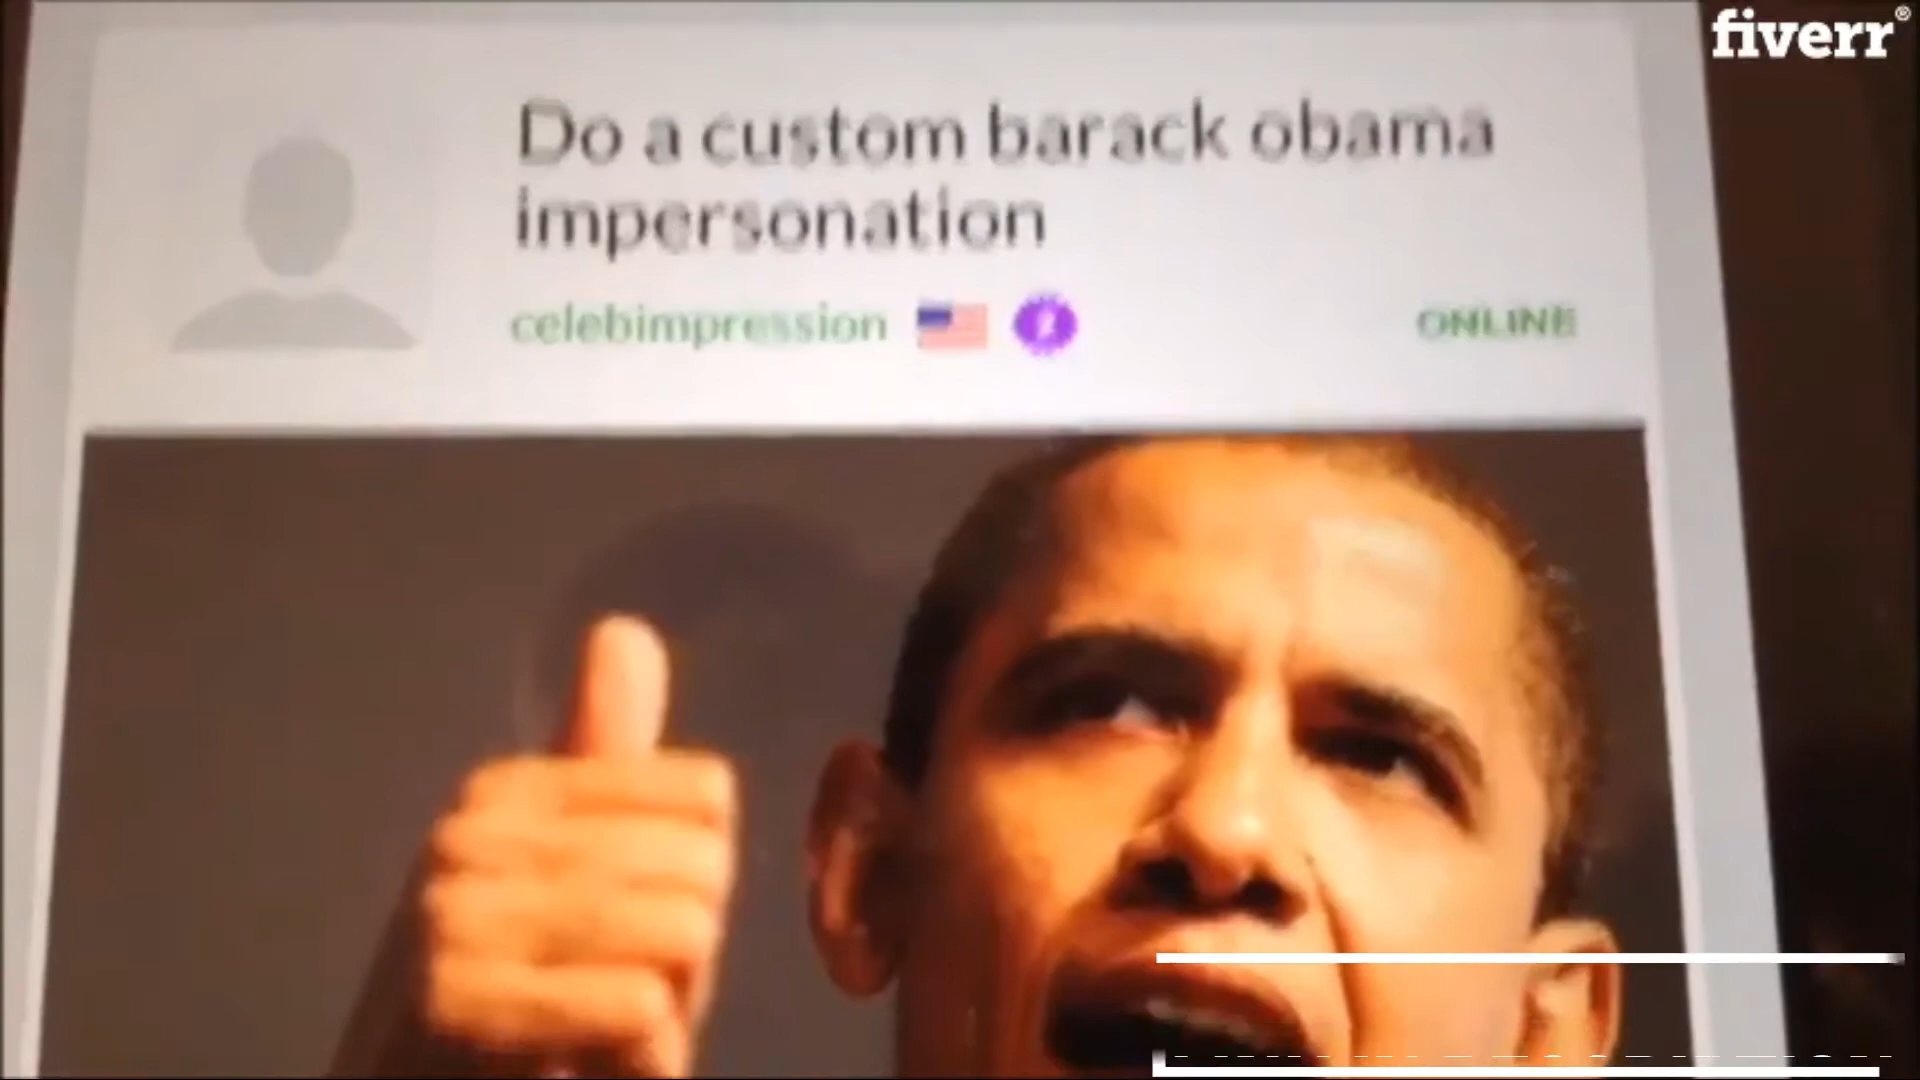 fiverr®
Do a custom barack obama
impersonation
celebimpression
ONLINE